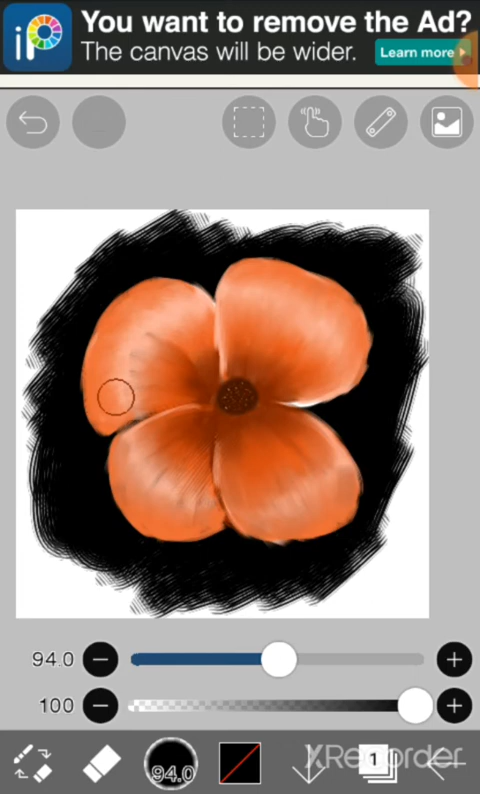 iP
You want to remove the Ad?
The canvas will be wider.
Learn more
94.0
100
94.0
1
XRecorder